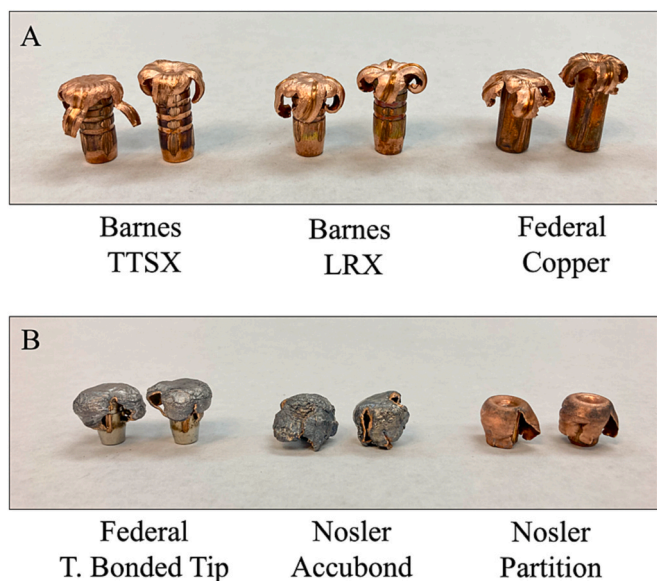 A
Barnes
TTSX
Barnes
LRX
Federal
Copper
B
Federal
T. Bonded Tip
Nosler
Accubond
Nosler
Partition